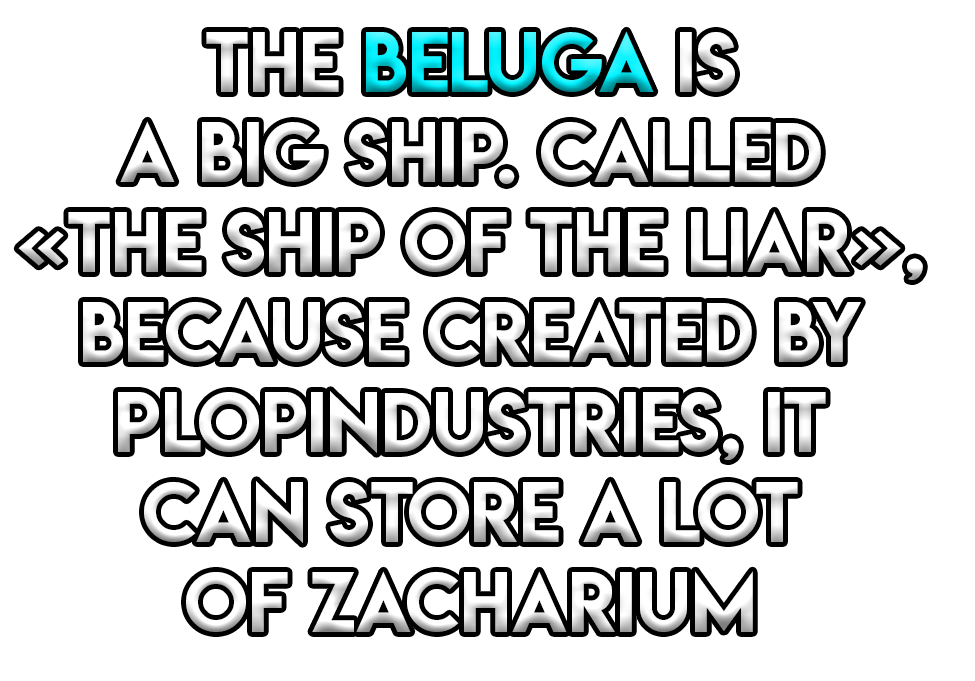 THE BELUGA IS
A BIG SHIP. CALLED
«THE SHIP OF THE LIAR»,
BECAUSE CREATED BY
PLOPINDUSTRIES, IT
CAN STORE A LOT
OF ZACHARIUM